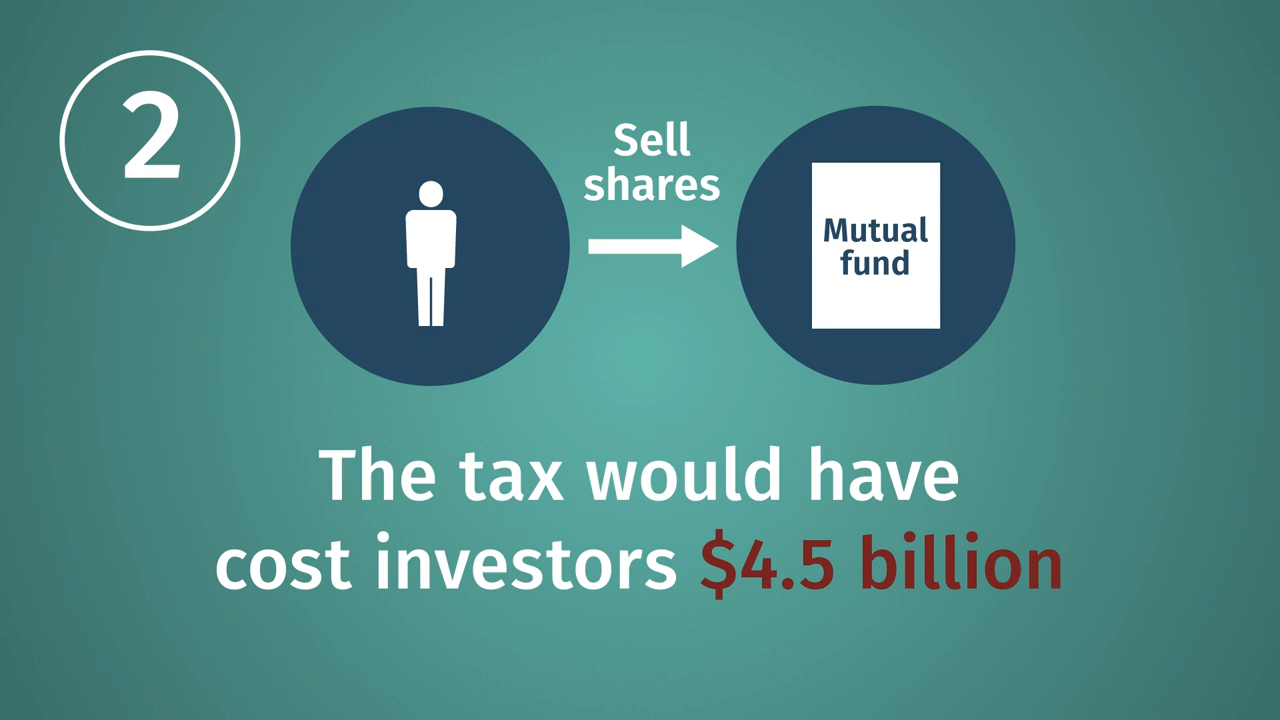 2
Sell
shares
Mutual
fund
The tax would have
cost investors $4.5 billion